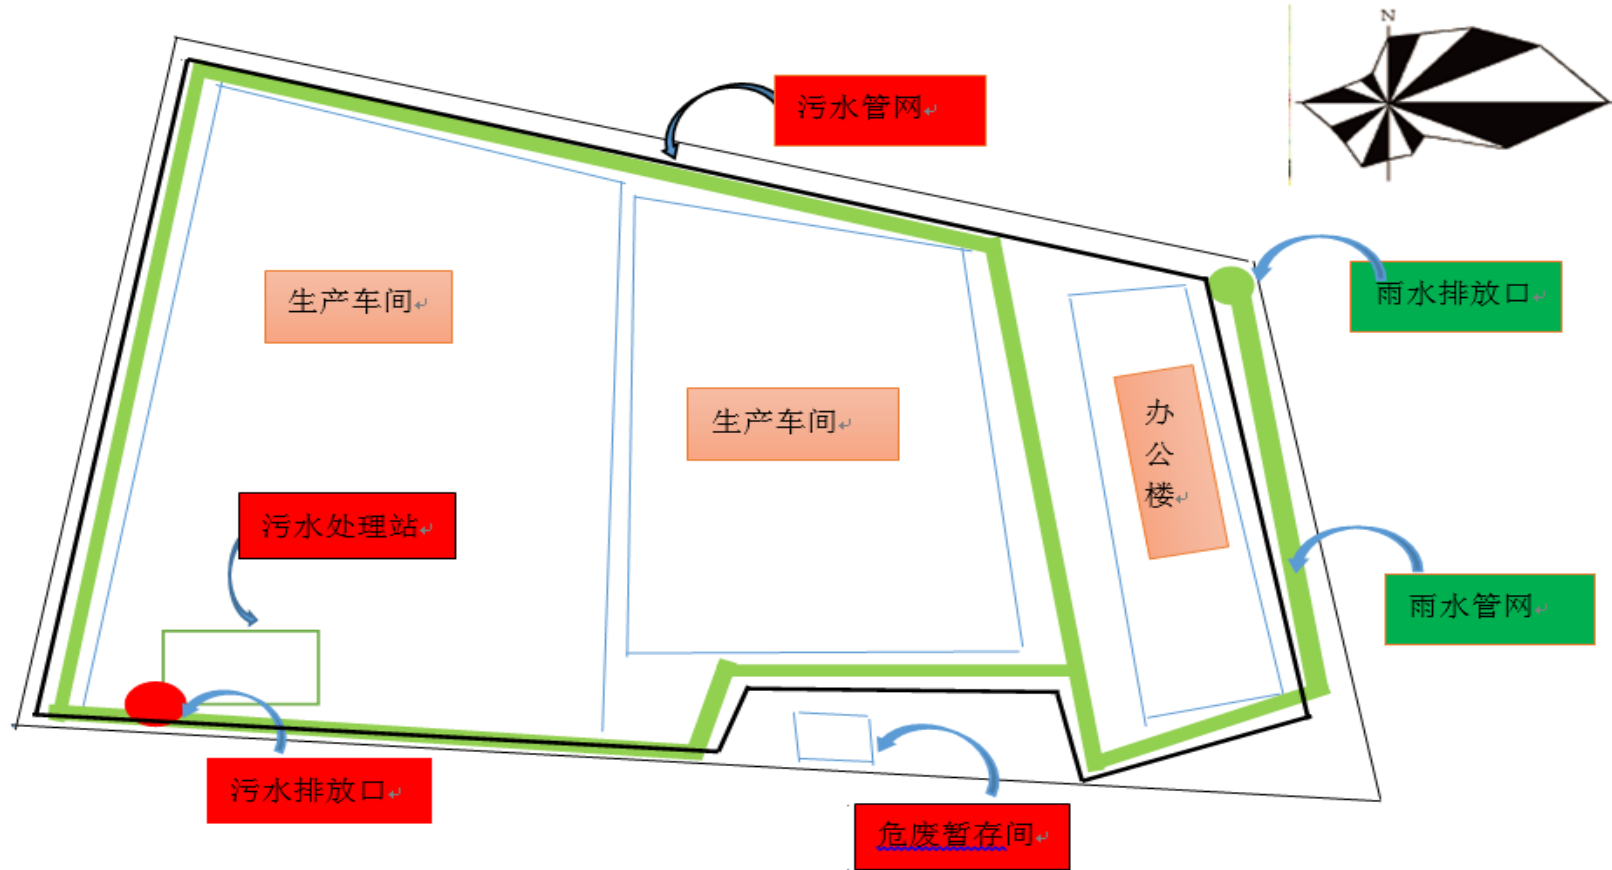 N
污水管网
雨水排放口
生产车间
生产车间
办
公
楼
污水处理站
雨水管网
污水排放口
危废暂存间